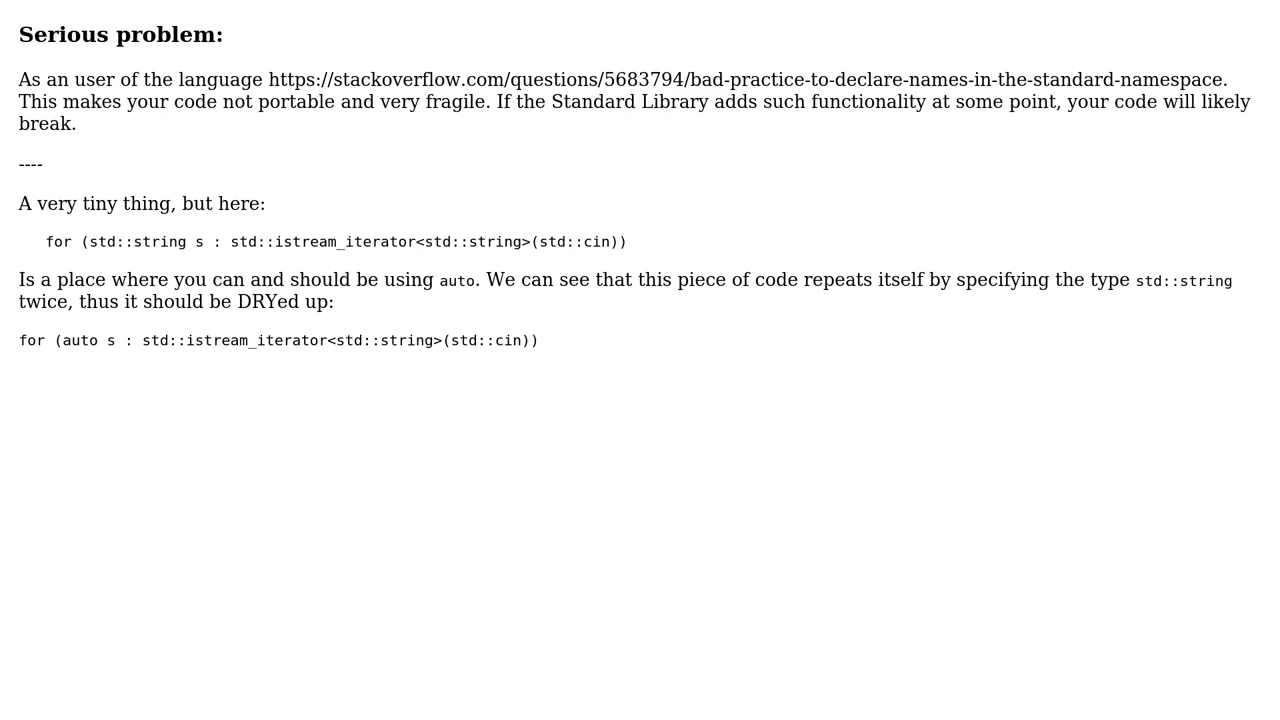 Serious problem:
As an user of the language https://stackoverflow.com/questions/5683794/bad-practice-to-declare-names-in-the-standard-namespace.
This makes your code not portable and very fragile. If the Standard Library adds such functionality at some point, your code will likely
break.
----
A very tiny thing, but here:
for (std::string s : std::istream_iterator<std::string>(std::cin))
Is a place where you can and should be using auto. We can see that this piece of code repeats itself by specifying the type std::string
twice, thus it should be DRYed up:
for (auto s : std::istream_iterator<std::string>(std::cin))